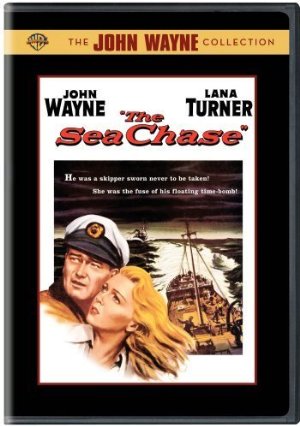 THE JOHN WAYNE COLLECTION
JOHN WAYNE
LANA TURNER
"The
Sea Chase"
He was a skipper sworn never to be taken!
She was the fuse of his floating time-bomb!